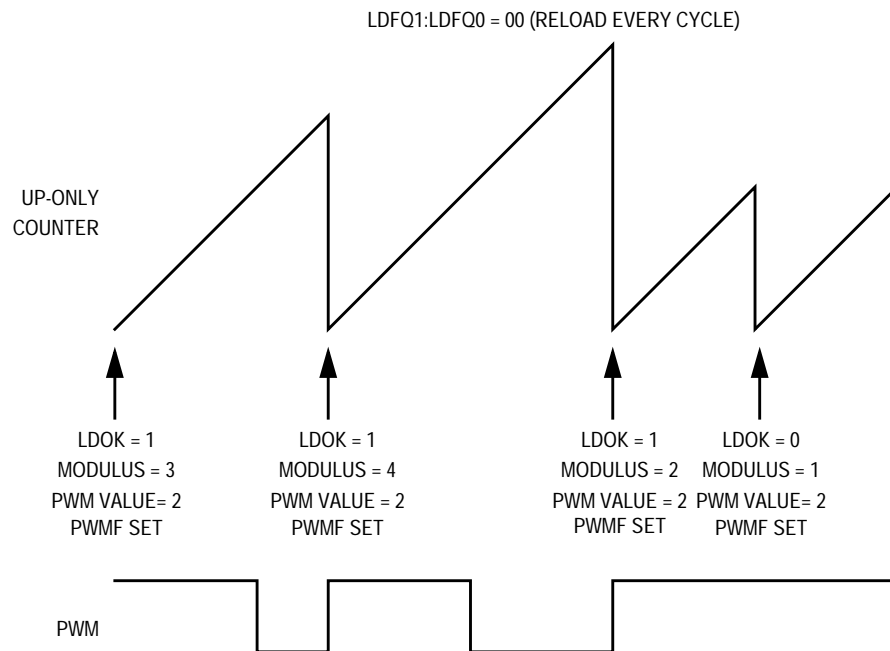 LDFQ1:LDFQ0 = 00 (RELOAD EVERY CYCLE)
UP-ONLY
COUNTER
LDOK = 1
MODULUS = 3
PWM VALUE= 2
PWMF SET
LDOK = 1
MODULUS = 4
PWM VALUE = 2
PWMF SET
LDOK = 1
MODULUS = 2
PWM VALUE = 2
PWMF SET
LDOK = 0
MODULUS = 1
PWM VALUE= 2
PWMF SET
PWM